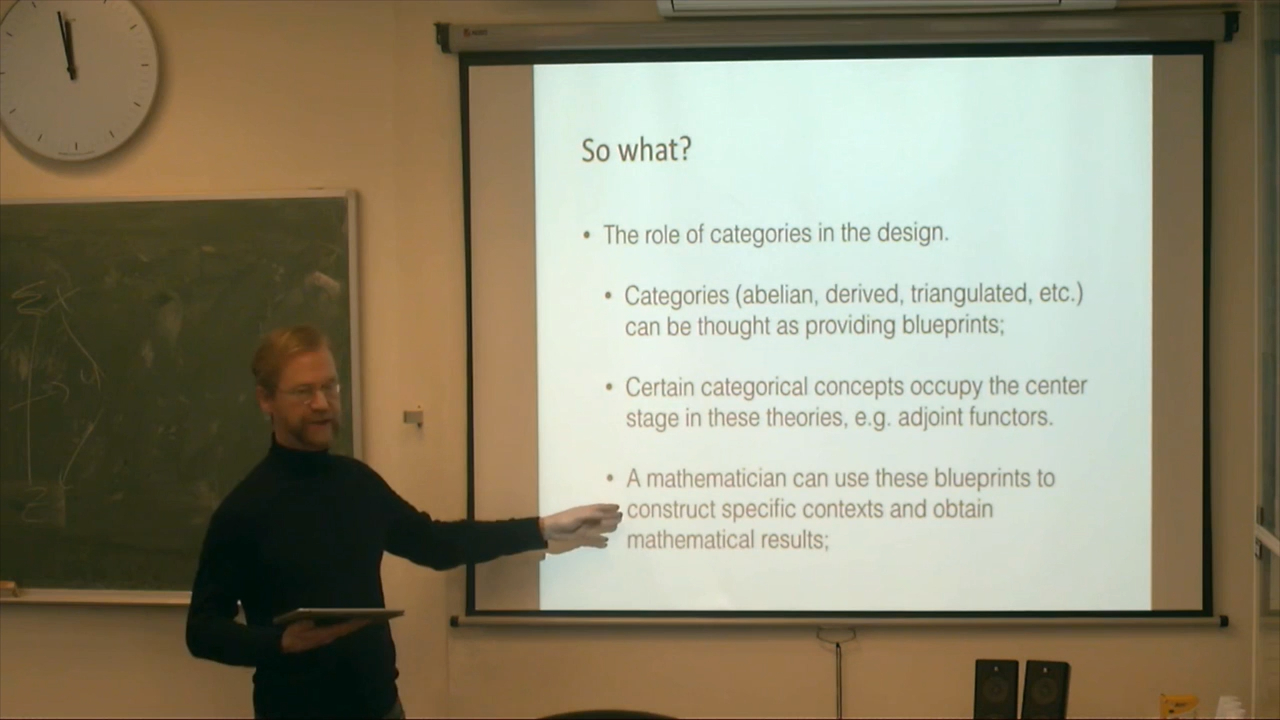 So what?
• The role of categories in the design.
• Categories (abelian, derived, triangulated, etc.)
can be thought as providing blueprints;
• Certain categorical concepts occupy the center
stage in these theories, e.g. adjoint functors.
• A mathematician can use these blueprints to
construct specific contexts and obtain
mathematical results;